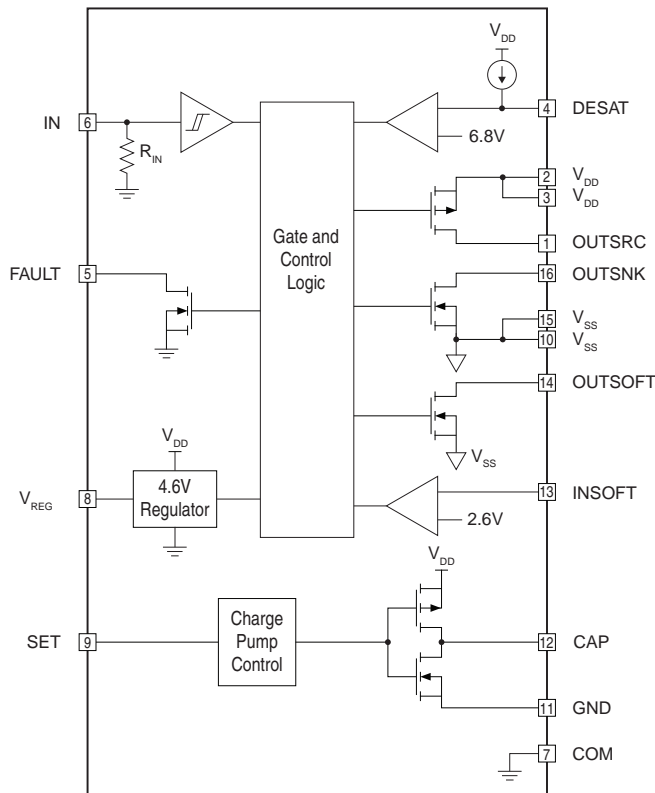 V_DD
IN 6
R_IN
4 DESAT
6.8V
2 V_DD
3 V_DD
1 OUTSRC
Gate and
Control
Logic
FAULT 5
16 OUTSNK
15 V_SS
10 V_SS
14 OUTSOFT
V_SS
V_DD
V_REG 8
4.6V
Regulator
13 INSOFT
2.6V
V_DD
SET 9
Charge
Pump
Control
12 CAP
11 GND
7 COM